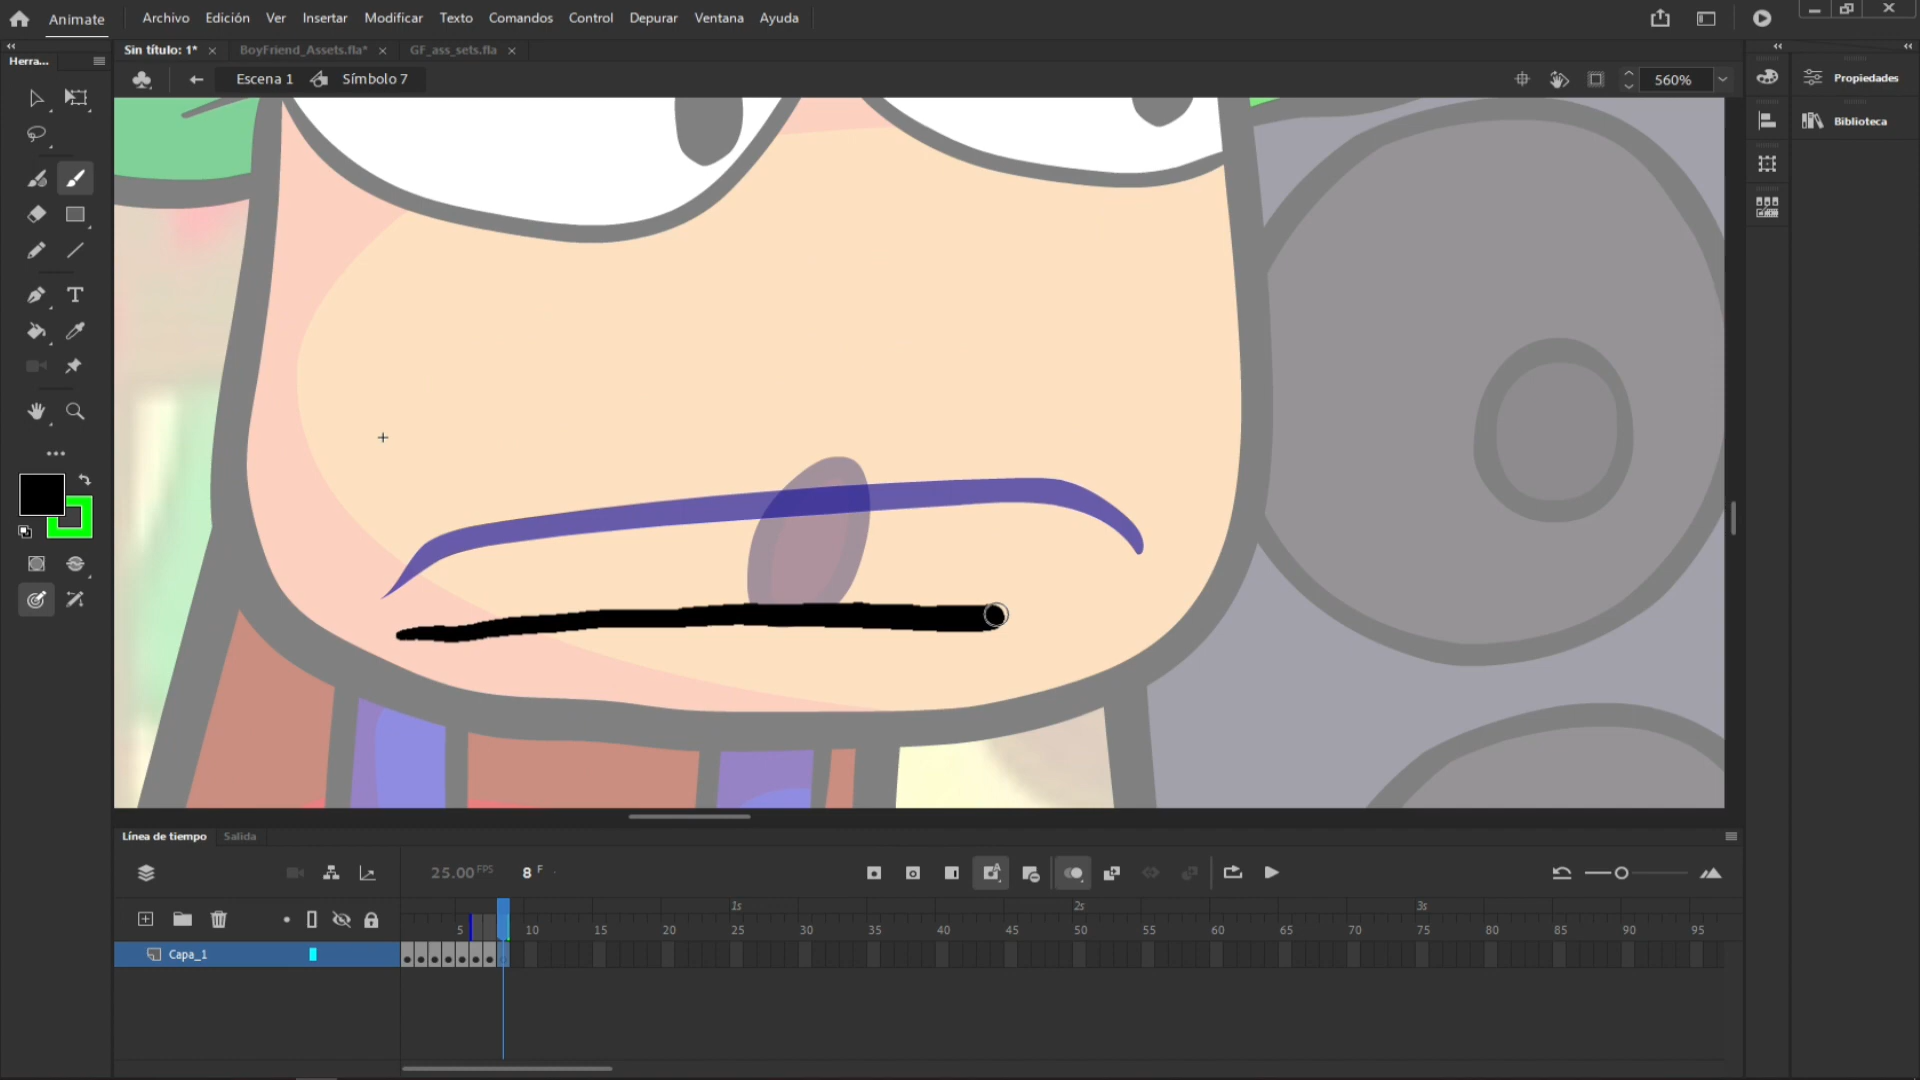 Animate Archivo Edición Ver Insertar Modificar Texto Comandos Control Depurar Ventana Ayuda
Sin título: 1* BoyFriend_Assets.fla* GF_ass_sets.fla
Herra...
Escena 1 Símbolo 7 560%
Propiedades
Biblioteca
T
Línea de tiempo Salida
25.00 FPS 8 F
1s 2s 3s
5 10 15 20 25 30 35 40 45 50 55 60 65 70 75 80 85 90 95
Capa_1